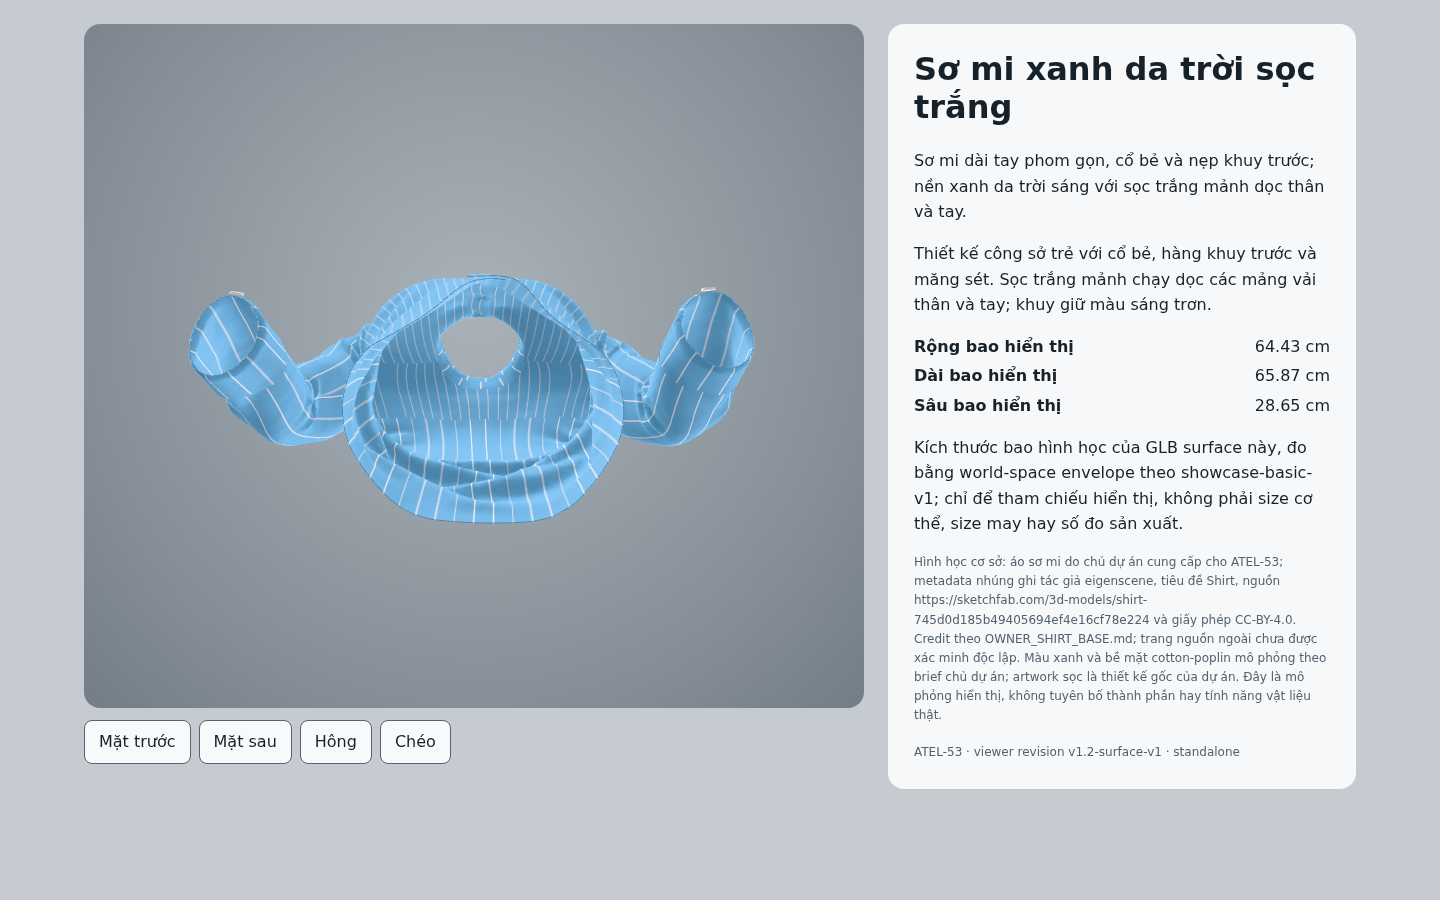 Sơ mi xanh da trời sọc
trắng
Sơ mi dài tay phom gọn, cổ bẻ và nẹp khuy trước;
nền xanh da trời sáng với sọc trắng mảnh dọc thân
và tay.
Thiết kế công sở trẻ với cổ bẻ, hàng khuy trước và
măng sét. Sọc trắng mảnh chạy dọc các mảng vải
thân và tay; khuy giữ màu sáng trơn.
Rộng bao hiển thị 64.43 cm
Dài bao hiển thị 65.87 cm
Sâu bao hiển thị 28.65 cm
Kích thước bao hình học của GLB surface này, đo
bằng world-space envelope theo showcase-basic-
v1; chỉ để tham chiếu hiển thị, không phải size cơ
thể, size may hay số đo sản xuất.
Hình học cơ sở: áo sơ mi do chủ dự án cung cấp cho ATEL-53;
metadata nhúng ghi tác giả eigenscene, tiêu đề Shirt, nguồn
https://sketchfab.com/3d-models/shirt-
745d0d185b49405694ef4e16cf78e224 và giấy phép CC-BY-4.0.
Credit theo OWNER_SHIRT_BASE.md; trang nguồn ngoài chưa được
xác minh độc lập. Màu xanh và bề mặt cotton-poplin mô phỏng theo
brief chủ dự án; artwork sọc là thiết kế gốc của dự án. Đây là mô
phỏng hiển thị, không tuyên bố thành phần hay tính năng vật liệu
thật.
ATEL-53 · viewer revision v1.2-surface-v1 · standalone
Mặt trước
Mặt sau
Hông
Chéo